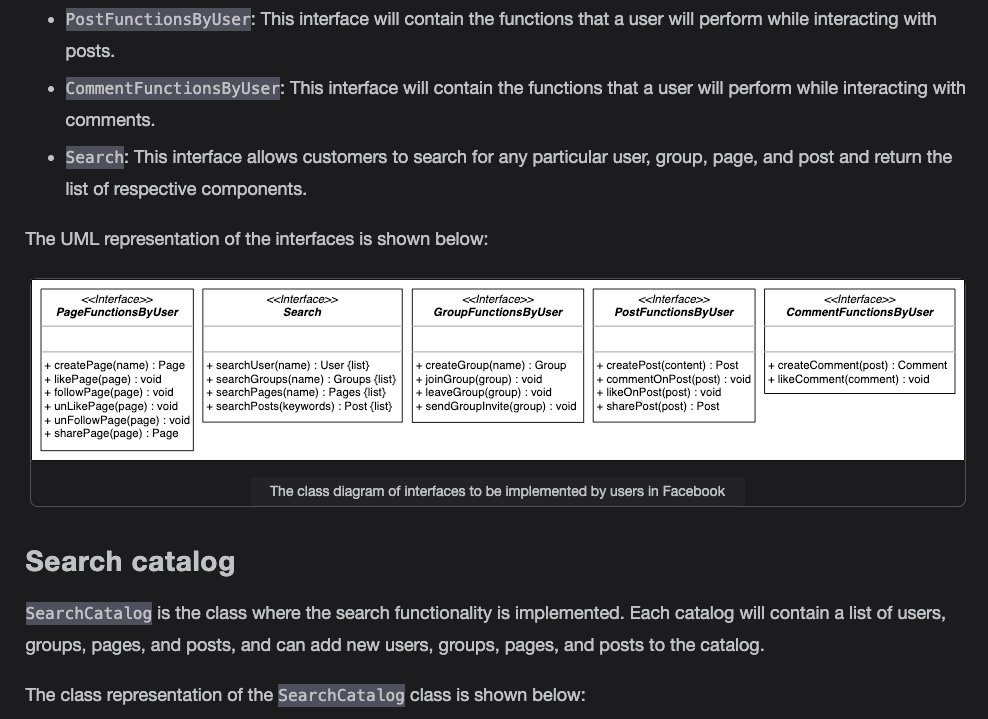 • PostFunctionsByUser: This interface will contain the functions that a user will perform while interacting with
posts.
• CommentFunctionsByUser: This interface will contain the functions that a user will perform while interacting with
comments.
• Search: This interface allows customers to search for any particular user, group, page, and post and return the
list of respective components.
The UML representation of the interfaces is shown below:
<<Interface>>
PageFunctionsByUser
+ createPage(name) : Page
+ likePage(page) : void
+ followPage(page) : void
+ unLikePage(page) : void
+ unFollowPage(page) : void
+ sharePage(page) : Page
<<Interface>>
Search
+ searchUser(name) : User {list}
+ searchGroups(name) : Groups {list}
+ searchPages(name) : Pages {list}
+ searchPosts(keywords) : Post {list}
<<Interface>>
GroupFunctionsByUser
+ createGroup(name) : Group
+ joinGroup(group) : void
+ leaveGroup(group) : void
+ sendGroupInvite(group) : void
<<Interface>>
PostFunctionsByUser
+ createPost(content) : Post
+ commentOnPost(post) : void
+ likeOnPost(post) : void
+ sharePost(post) : Post
<<Interface>>
CommentFunctionsByUser
+ createComment(post) : Comment
+ likeComment(comment) : void
The class diagram of interfaces to be implemented by users in Facebook
Search catalog
SearchCatalog is the class where the search functionality is implemented. Each catalog will contain a list of users,
groups, pages, and posts, and can add new users, groups, pages, and posts to the catalog.
The class representation of the SearchCatalog class is shown below: